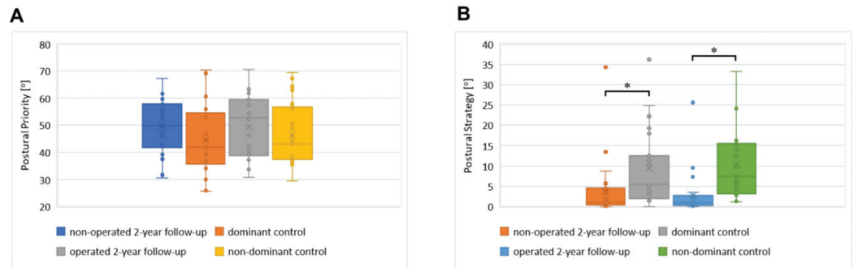 A
Postural Priority [°]
80
70
60
50
40
30
20
non-operated 2-year follow-up
dominant control
operated 2-year follow-up
non-dominant control
B
Postural Strategy [°]
40
35
30
25
20
15
10
5
0
*
*
non-operated 2-year follow-up
dominant control
operated 2-year follow-up
non-dominant control